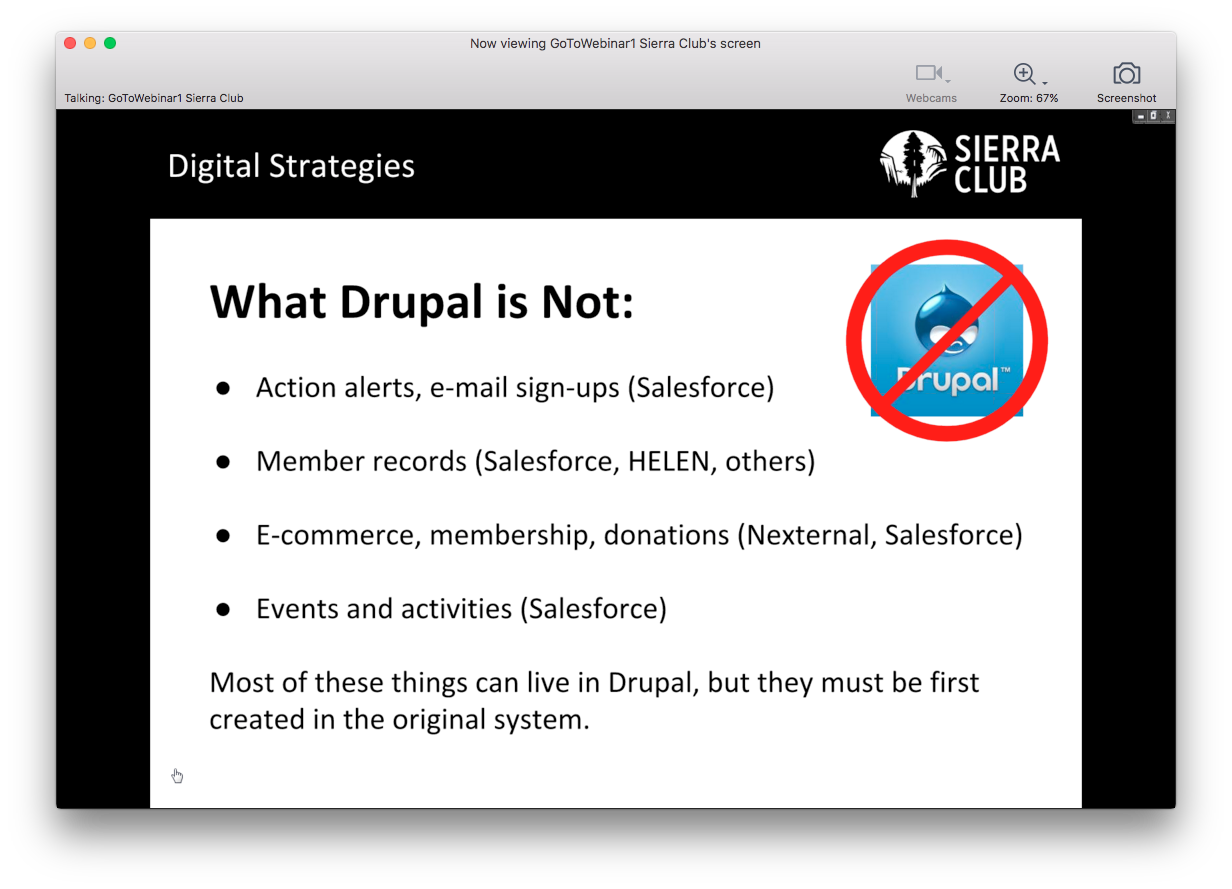 Now viewing GoToWebinar1 Sierra Club's screen
Talking: GoToWebinar1 Sierra Club
Webcams
Zoom: 67%
Screenshot
Digital Strategies
SIERRA
CLUB
What Drupal is Not:
Drupal™
● Action alerts, e-mail sign-ups (Salesforce)
● Member records (Salesforce, HELEN, others)
● E-commerce, membership, donations (Nexternal, Salesforce)
● Events and activities (Salesforce)
Most of these things can live in Drupal, but they must be first
created in the original system.